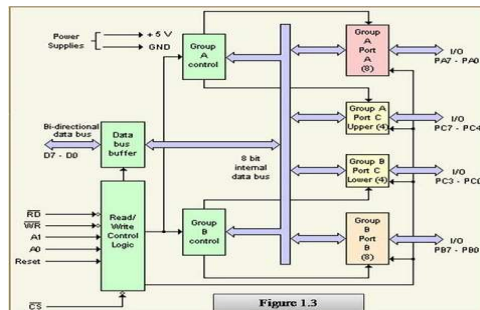 Power Supplies
+ 5 V
GND
Group A control
Group A Port A (8)
I/O
PA7 - PA0
Group A Port C Upper (4)
I/O
PC7 - PC4
Bi-directional data bus
D7 - D0
Data bus buffer
8 bit internal data bus
Group B Port C Lower (4)
I/O
PC3 - PC0
RD
WR
A1
A0
Reset
CS
Read/ Write Control Logic
Group B control
Group B Port B (8)
I/O
PB7 - PB0
Figure 1.3